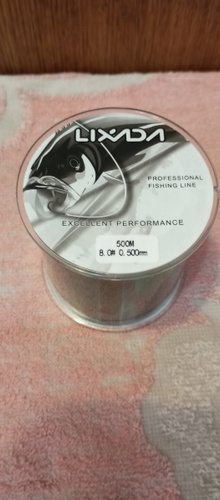 LIXADA
PROFESSIONAL
FISHING LINE
EXCELLENT PERFORMANCE
500M
8.0# 0.500mm